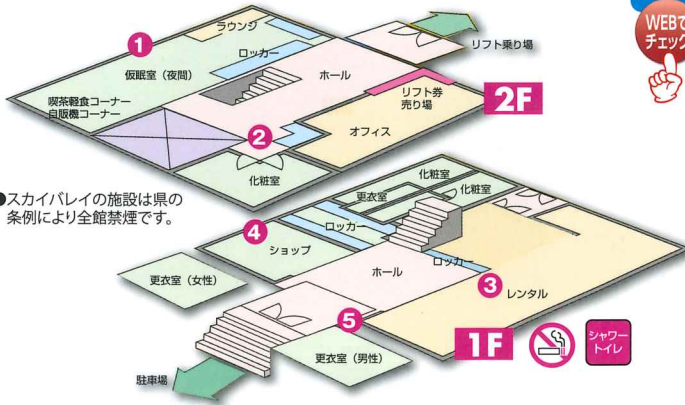 WEBで
チェック
1
ラウンジ
ロッカー
リフト乗り場
仮眠室（夜間）
ホール
喫茶軽食コーナー
自販機コーナー
リフト券
売り場
2F
2
オフィス
化粧室
●スカイバレイの施設は県の
条例により全館禁煙です。
化粧室
更衣室
化粧室
4
ロッカー
ショップ
ロッカー
ホール
更衣室（女性）
3
レンタル
5
1F
シャワー
トイレ
更衣室（男性）
駐車場